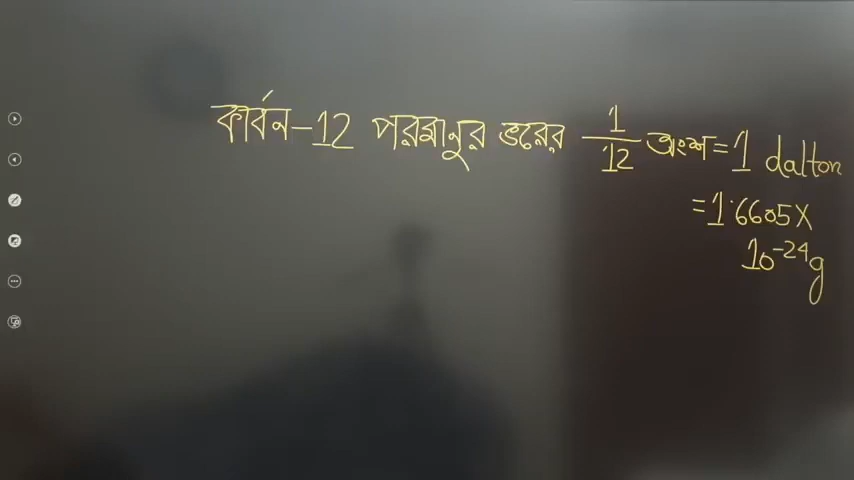 কার্বন-12 পরমানুর ভরের 1/12 অংশ = 1 dalton
= 1.6605 X
10⁻²⁴ g